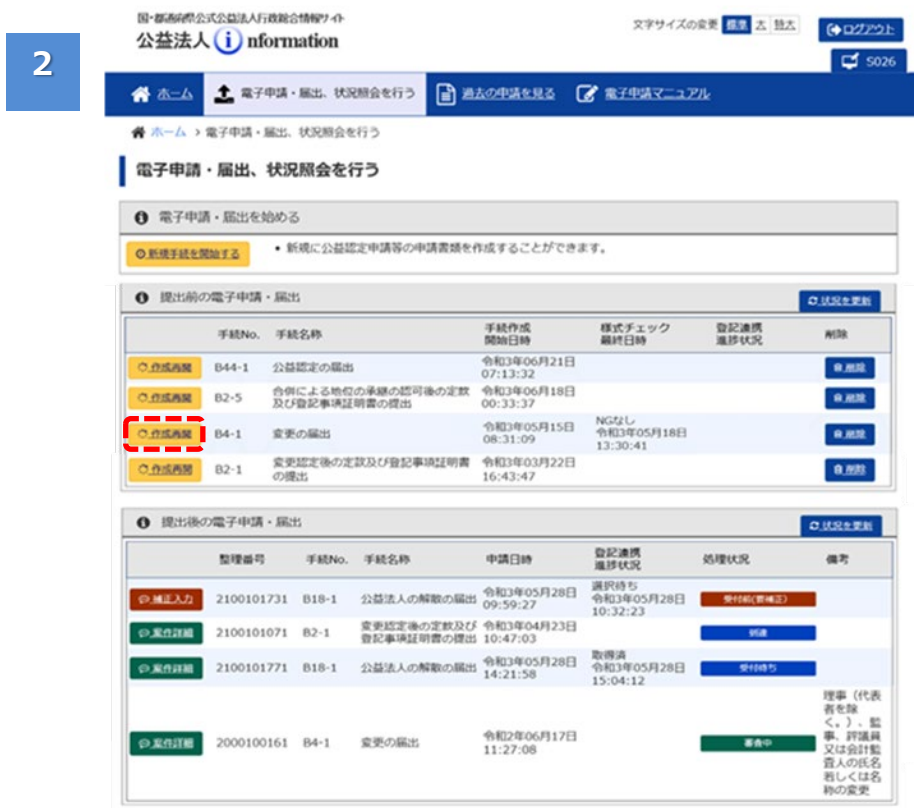 2
国・都道府県公式公益法人行政総合情報サイト
公益法人 information
文字サイズの変更 標準 大 特大
ログアウト
S026
ホーム 電子申請・届出、状況照会を行う 過去の申請を見る 電子申請マニュアル
ホーム > 電子申請・届出、状況照会を行う
電子申請・届出、状況照会を行う
電子申請・届出を始める
新規手続を開始する
• 新規に公益認定申請等の申請書類を作成することができます。
提出前の電子申請・届出
状況を更新
手続No. 手続名称 手続作成開始日時 様式チェック最終日時 登記連携進捗状況 削除
作成再開 B44-1 公益認定の届出 令和3年06月21日 07:13:32 削除
作成再開 B2-5 合併による地位の承継の認可後の定款及び登記事項証明書の提出 令和3年06月18日 00:33:37 削除
作成再開 B4-1 変更の届出 令和3年05月15日 08:31:09 NGなし 令和3年05月18日 13:30:41 削除
作成再開 B2-1 変更認定後の定款及び登記事項証明書の提出 令和3年03月22日 16:43:47 削除
提出後の電子申請・届出
状況を更新
整理番号 手続No. 手続名称 申請日時 登記連携進捗状況 処理状況 備考
補正入力 2100101731 B18-1 公益法人の解散の届出 令和3年05月28日 09:59:27 選択待ち 令和3年05月28日 10:32:23 受付前(要補正)
案件詳細 2100101071 B2-1 変更認定後の定款及び登記事項証明書の提出 令和3年04月23日 10:47:03 到達
案件詳細 2100101771 B18-1 公益法人の解散の届出 令和3年05月28日 14:21:58 取得済 令和3年05月28日 15:04:12 受付待ち
案件詳細 2000100161 B4-1 変更の届出 令和2年06月17日 11:27:08 審査中 理事（代表者を除く。）、監事、評議員又は会計監査人の氏名若しくは名称の変更